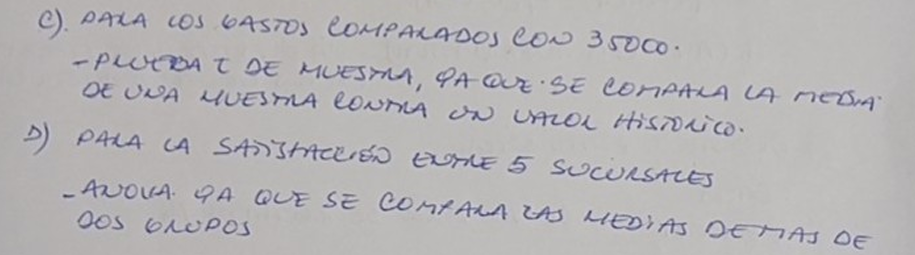 C). PARA LOS GASTOS COMPARADOS CON 35000.
- PRUEBA T DE MUESTRA, YA QUE SE COMPARA LA MEDIA
DE UNA MUESTRA CONTRA UN VALOR HISTORICO.
D) PARA LA SATISFACCIÓN ENTRE 5 SUCURSALES
- ANOVA YA QUE SE COMPARA LAS MEDIAS DE MAS DE
DOS GRUPOS